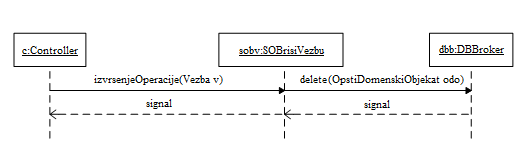 c:Controller
sobv:SOBrisiVezbu
dbb:DBBroker
izvrsenjeOperacije(Vezba v)
delete(OpstiDomenskiObjekat odo)
signal
signal